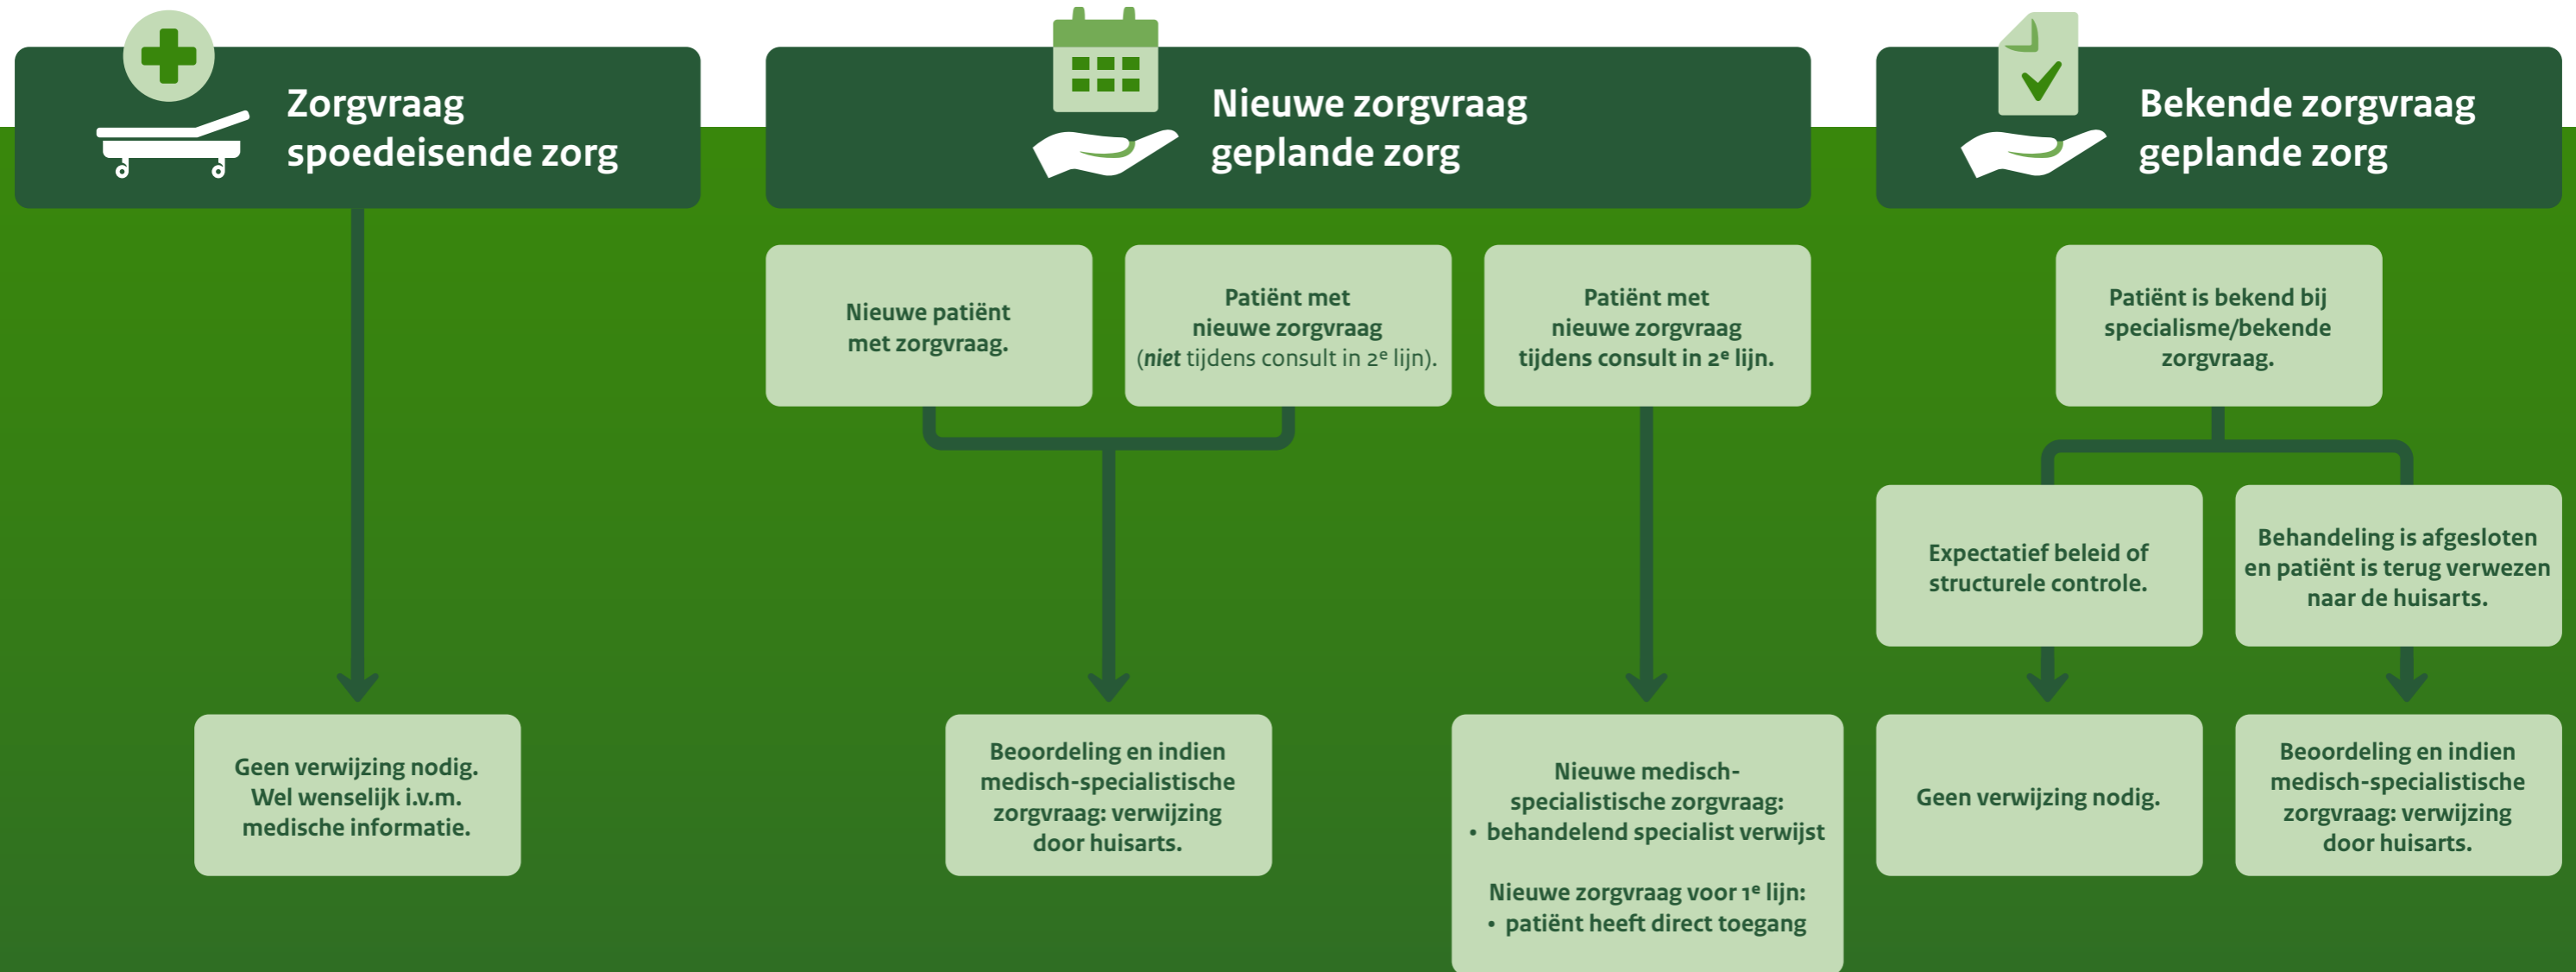 Zorgvraag
spoedeisende zorg
Geen verwijzing nodig.
Wel wenselijk i.v.m.
medische informatie.
Nieuwe zorgvraag
geplande zorg
Nieuwe patiënt
met zorgvraag.
Patiënt met
nieuwe zorgvraag
(niet tijdens consult in 2e lijn).
Beoordeling en indien
medisch-specialistische
zorgvraag: verwijzing
door huisarts.
Patiënt met
nieuwe zorgvraag
tijdens consult in 2e lijn.
Nieuwe medisch-
specialistische zorgvraag:
• behandelend specialist verwijst
Nieuwe zorgvraag voor 1e lijn:
• patiënt heeft direct toegang
Bekende zorgvraag
geplande zorg
Patiënt is bekend bij
specialisme/bekende
zorgvraag.
Expectatief beleid of
structurele controle.
Geen verwijzing nodig.
Behandeling is afgesloten
en patiënt is terug verwezen
naar de huisarts.
Beoordeling en indien
medisch-specialistische
zorgvraag: verwijzing
door huisarts.